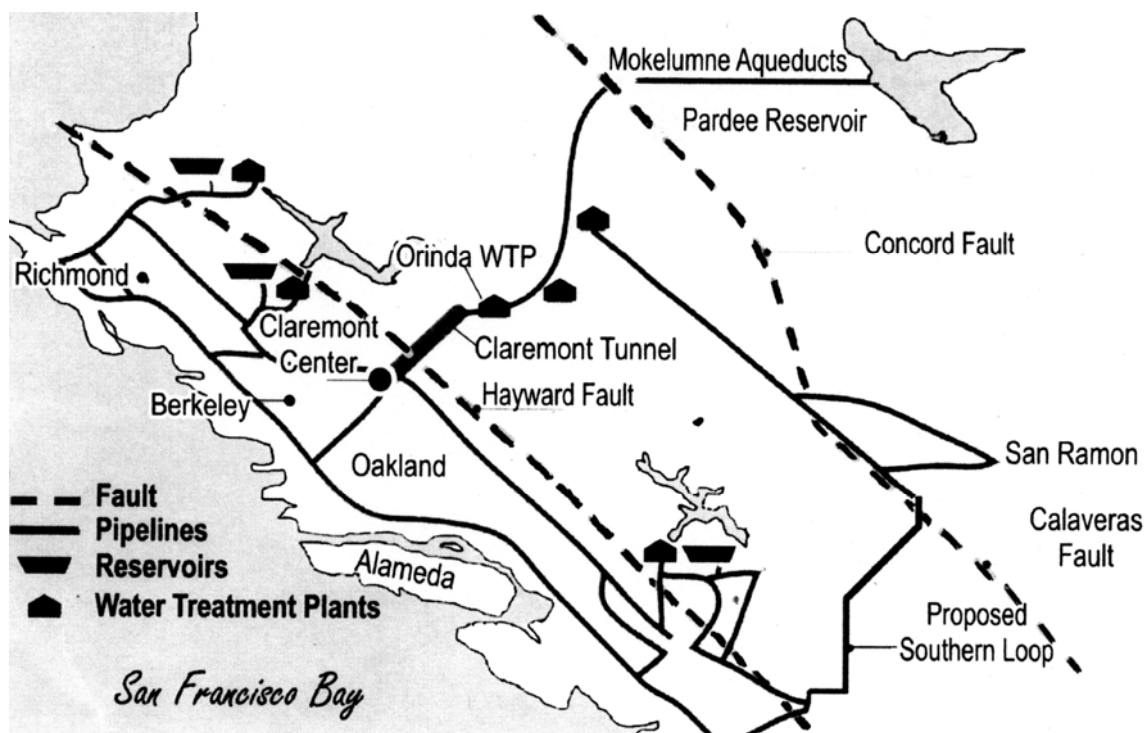 Mokelumne Aqueducts
Pardee Reservoir
Concord Fault
Orinda WTP
Richmond
Claremont
Center
Claremont Tunnel
Hayward Fault
Berkeley
Oakland
San Ramon
Calaveras
Fault
Fault
Pipelines
Reservoirs
Water Treatment Plants
Alameda
Proposed
Southern Loop
San Francisco Bay